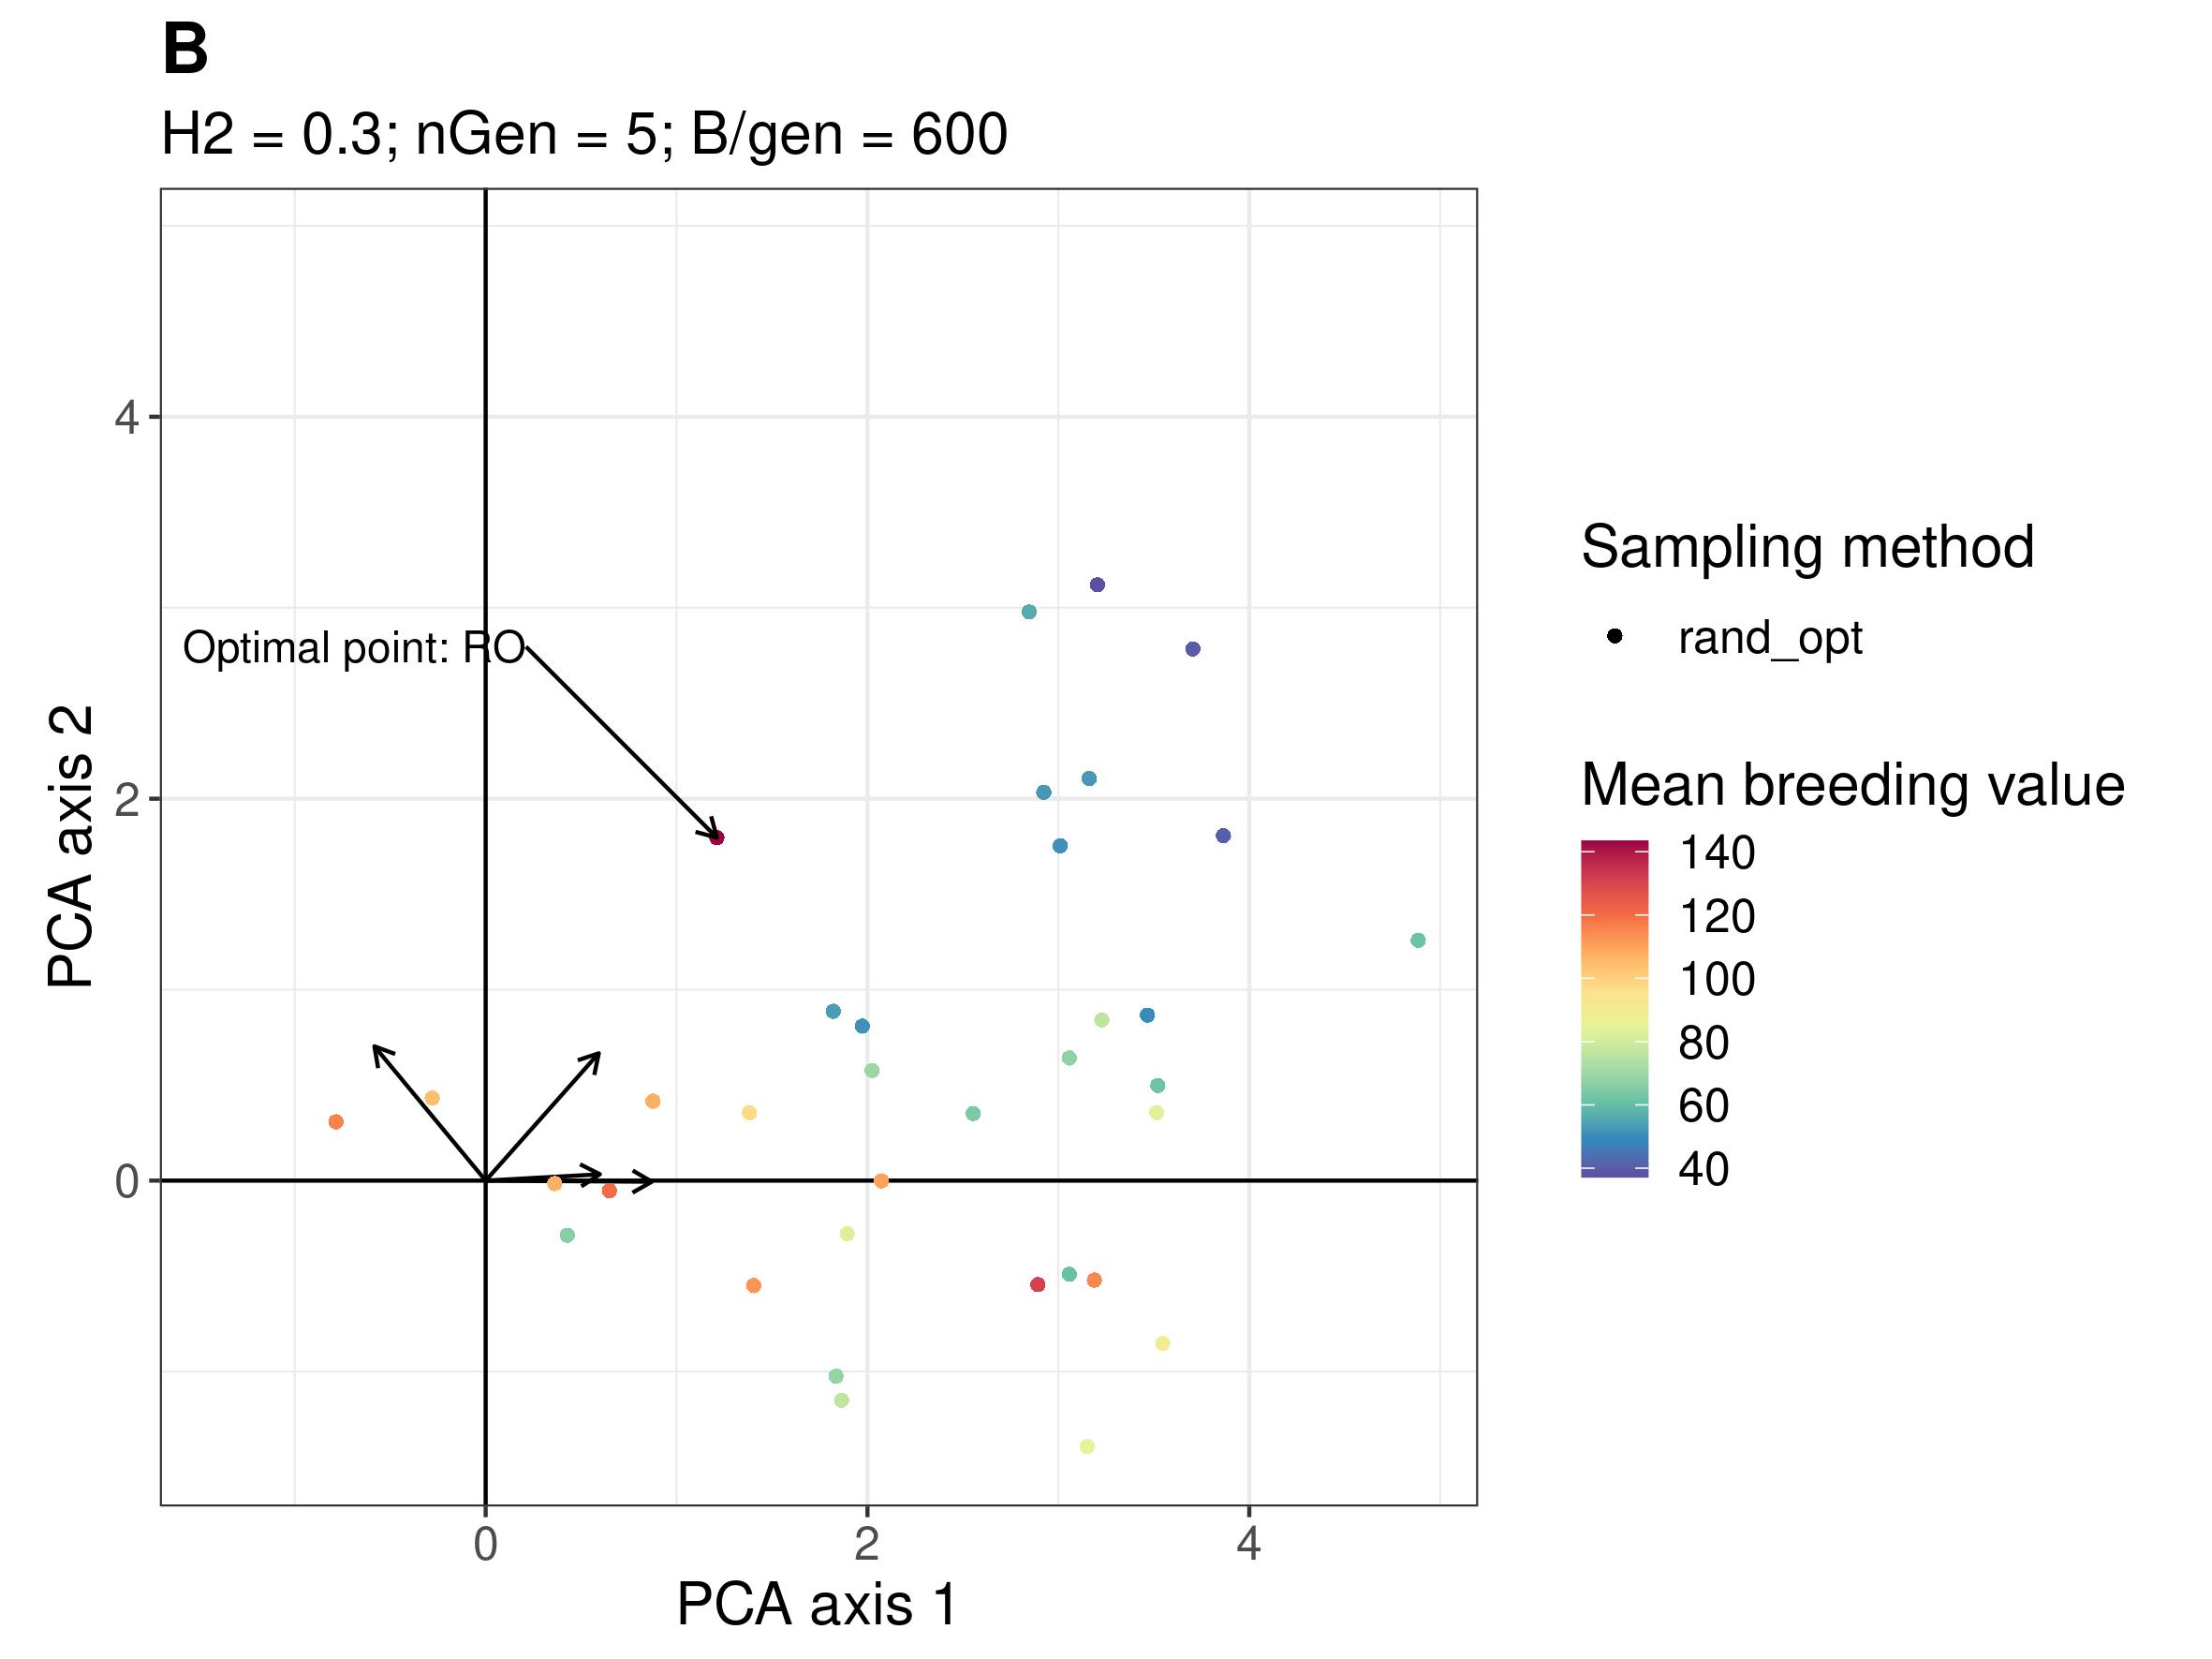 B
H2 = 0.3; nGen = 5; B/gen = 600
Optimal point: RO
PCA axis 2
4
2
0
0
2
4
PCA axis 1
Sampling method
rand_opt
Mean breeding value
140
120
100
80
60
40